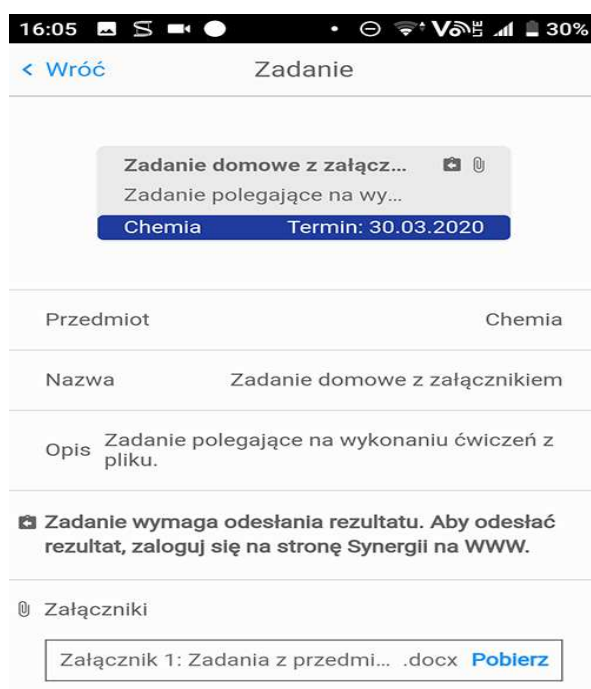 16:05 VoLTE 30%
< Wróć Zadanie
Zadanie domowe z załącz...
Zadanie polegające na wy...
Chemia Termin: 30.03.2020
Przedmiot Chemia
Nazwa Zadanie domowe z załącznikiem
Opis Zadanie polegające na wykonaniu ćwiczeń z
pliku.
Zadanie wymaga odesłania rezultatu. Aby odesłać
rezultat, zaloguj się na stronę Synergii na WWW.
Załączniki
Załącznik 1: Zadania z przedmi... .docx Pobierz